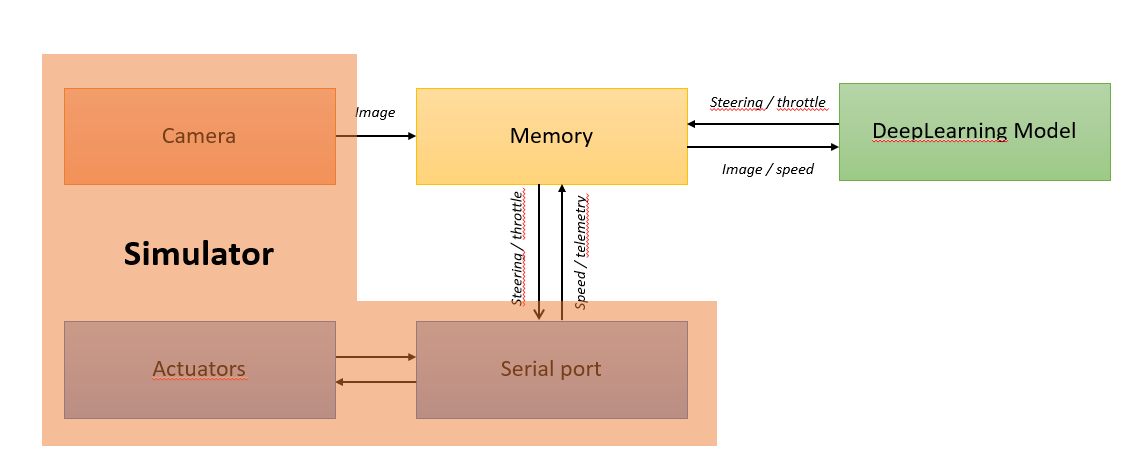 Image
Steering / throttle
Camera
Memory
DeepLearning Model
Image / speed
Simulator
Steering / throttle
Speed / telemetry
Actuators
Serial port